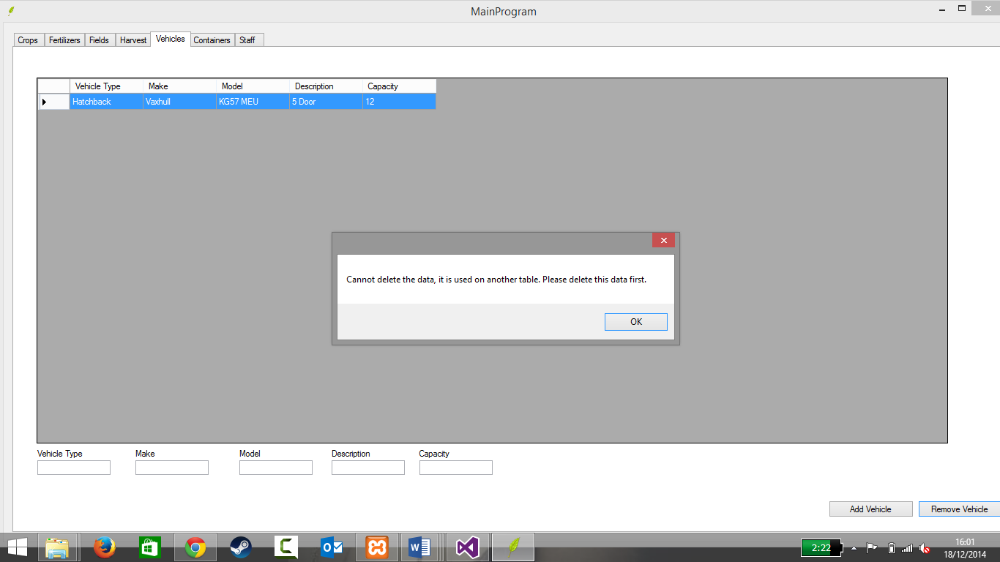 MainProgram
Crops Fertilizers Fields Harvest Vehicles Containers Staff
Vehicle Type Make Model Description Capacity
Hatchback Vaxhull KG57 MEU 5 Door 12
Cannot delete the data, it is used on another table. Please delete this data first.
OK
Vehicle Type Make Model Description Capacity
Add Vehicle Remove Vehicle
2:22
16:01
18/12/2014